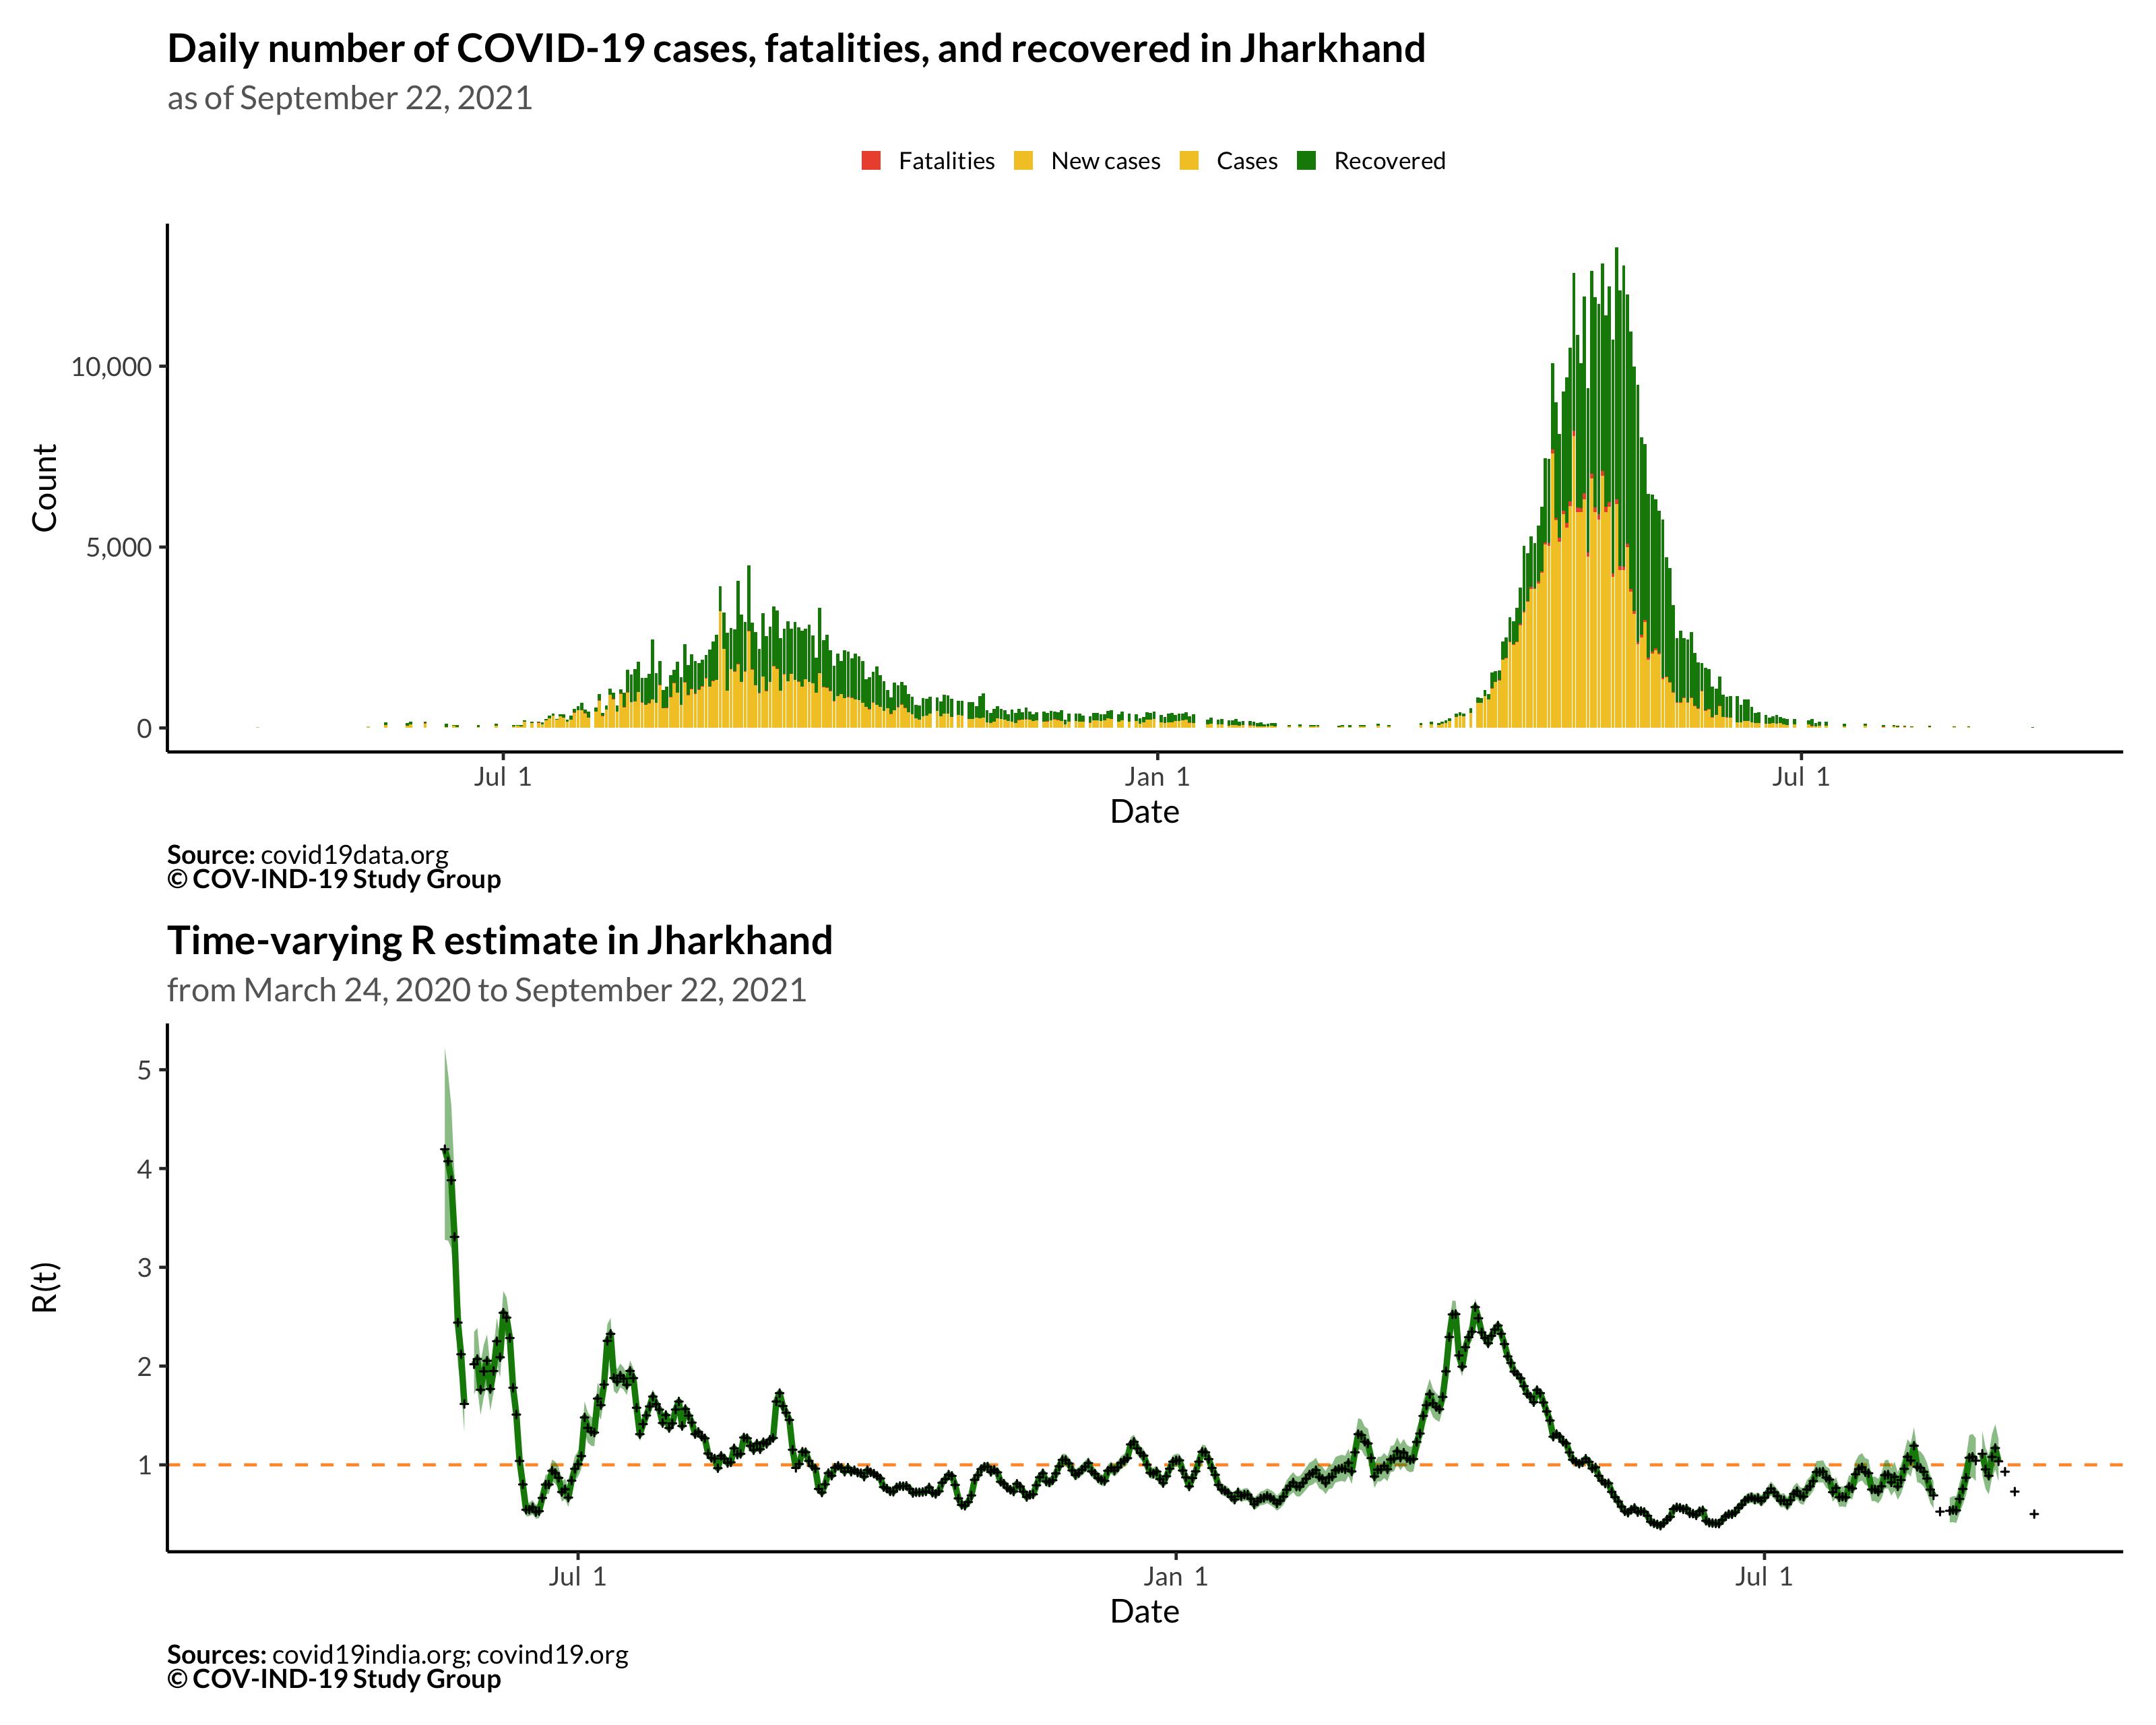 Daily number of COVID-19 cases, fatalities, and recovered in Jharkhand
as of September 22, 2021
Fatalities New cases Cases Recovered
10,000
5,000
0
Count
Jul 1 Jan 1 Jul 1
Date
Source: covid19data.org
© COV-IND-19 Study Group
Time-varying R estimate in Jharkhand
from March 24, 2020 to September 22, 2021
5
4
3
2
1
R(t)
Jul 1 Jan 1 Jul 1
Date
Sources: covid19india.org; covind19.org
© COV-IND-19 Study Group